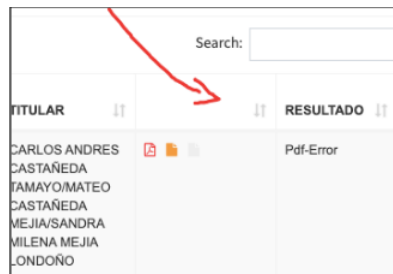 Search:
TITULAR
RESULTADO
CARLOS ANDRES
CASTAÑEDA
TAMAYO/MATEO
CASTAÑEDA
MEJIA/SANDRA
MILENA MEJIA
LONDOÑO
Pdf-Error